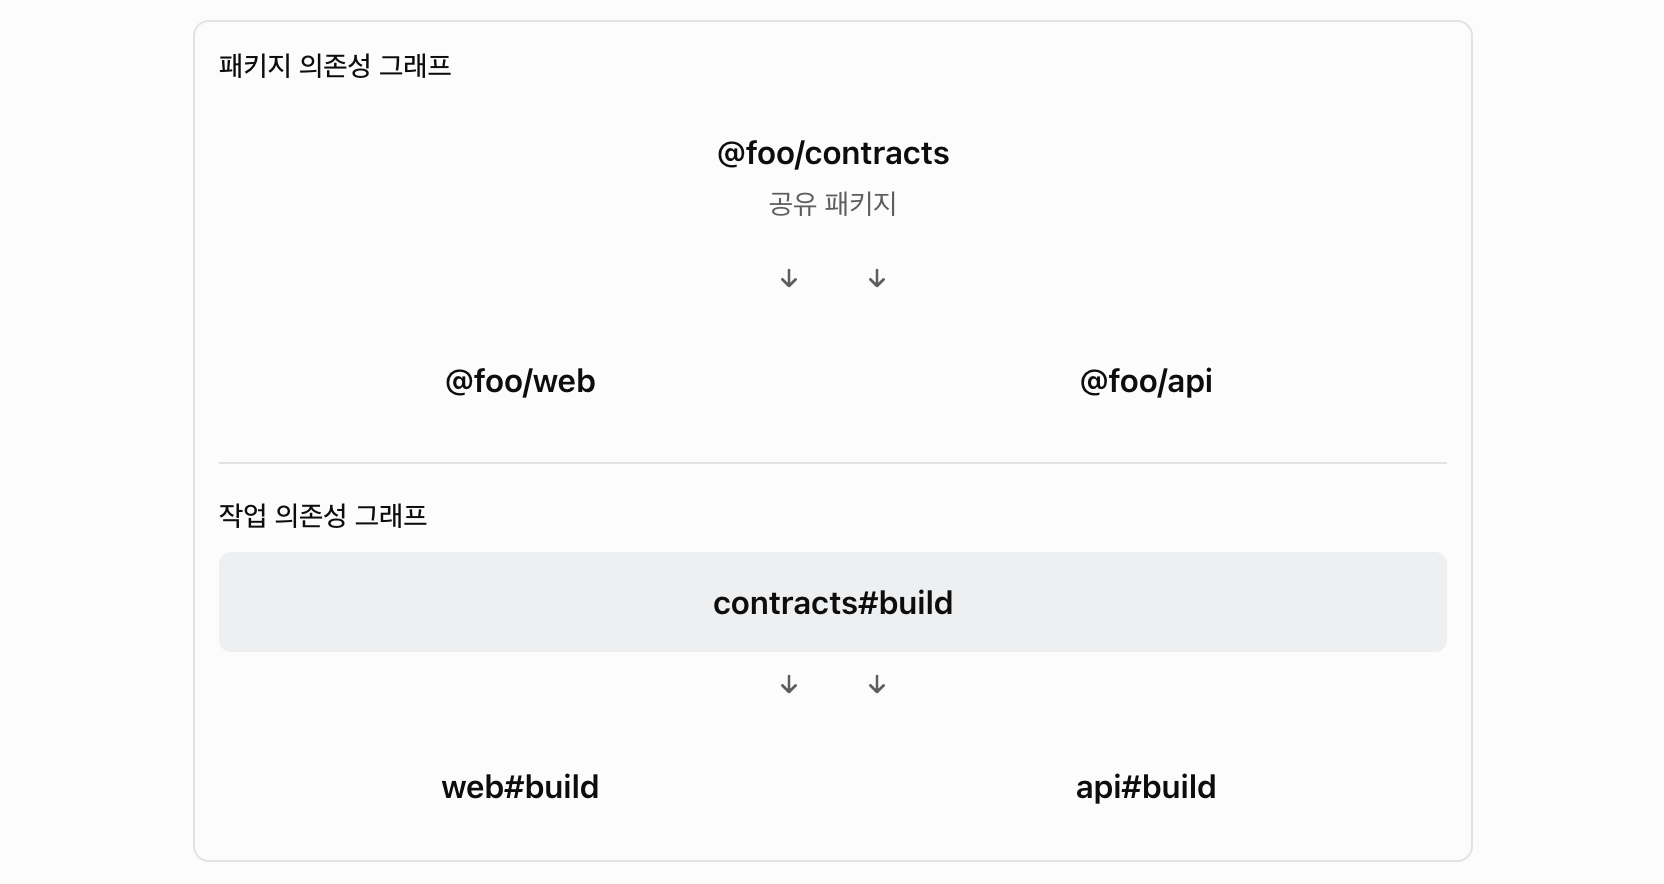 패키지 의존성 그래프
@foo/contracts
공유 패키지
↓ ↓
@foo/web @foo/api
작업 의존성 그래프
contracts#build
↓ ↓
web#build api#build